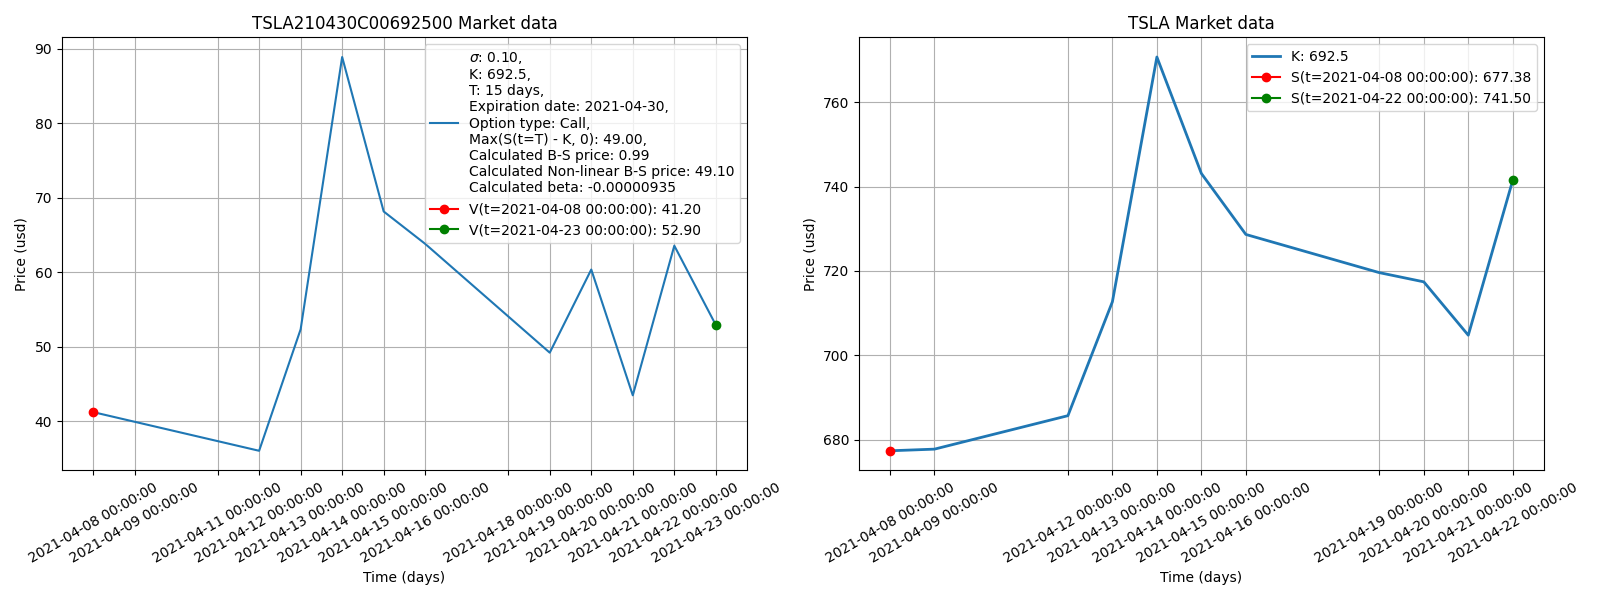 TSLA210430C00692500 Market data
90
80
70
60
50
40
Price (usd)
σ: 0.10,
K: 692.5,
T: 15 days,
Expiration date: 2021-04-30,
Option type: Call,
Max(S(t=T) - K, 0): 49.00,
Calculated B-S price: 0.99
Calculated Non-linear B-S price: 49.10
Calculated beta: -0.00000935
V(t=2021-04-08 00:00:00): 41.20
V(t=2021-04-23 00:00:00): 52.90
2021-04-08 00:00:00
2021-04-09 00:00:00
2021-04-11 00:00:00
2021-04-12 00:00:00
2021-04-13 00:00:00
2021-04-14 00:00:00
2021-04-15 00:00:00
2021-04-16 00:00:00
2021-04-18 00:00:00
2021-04-19 00:00:00
2021-04-20 00:00:00
2021-04-21 00:00:00
2021-04-22 00:00:00
2021-04-23 00:00:00
Time (days)
TSLA Market data
760
740
720
700
680
Price (usd)
K: 692.5
S(t=2021-04-08 00:00:00): 677.38
S(t=2021-04-22 00:00:00): 741.50
2021-04-08 00:00:00
2021-04-09 00:00:00
2021-04-12 00:00:00
2021-04-13 00:00:00
2021-04-14 00:00:00
2021-04-15 00:00:00
2021-04-16 00:00:00
2021-04-19 00:00:00
2021-04-20 00:00:00
2021-04-21 00:00:00
2021-04-22 00:00:00
Time (days)